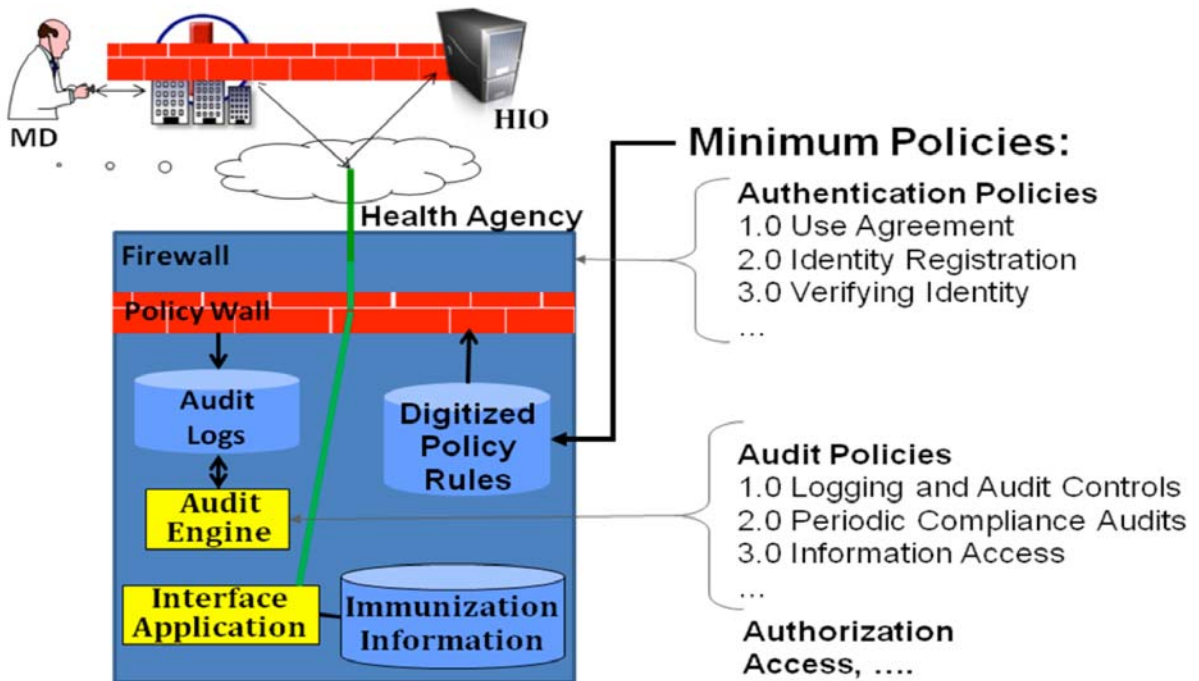 MD
HIO
Minimum Policies:
Authentication Policies
1.0 Use Agreement
2.0 Identity Registration
3.0 Verifying Identity
...
Health Agency
Firewall
Policy Wall
Audit
Logs
Digitized
Policy
Rules
Audit
Engine
Interface
Application
Immunization
Information
Audit Policies
1.0 Logging and Audit Controls
2.0 Periodic Compliance Audits
3.0 Information Access
...
Authorization
Access, ....